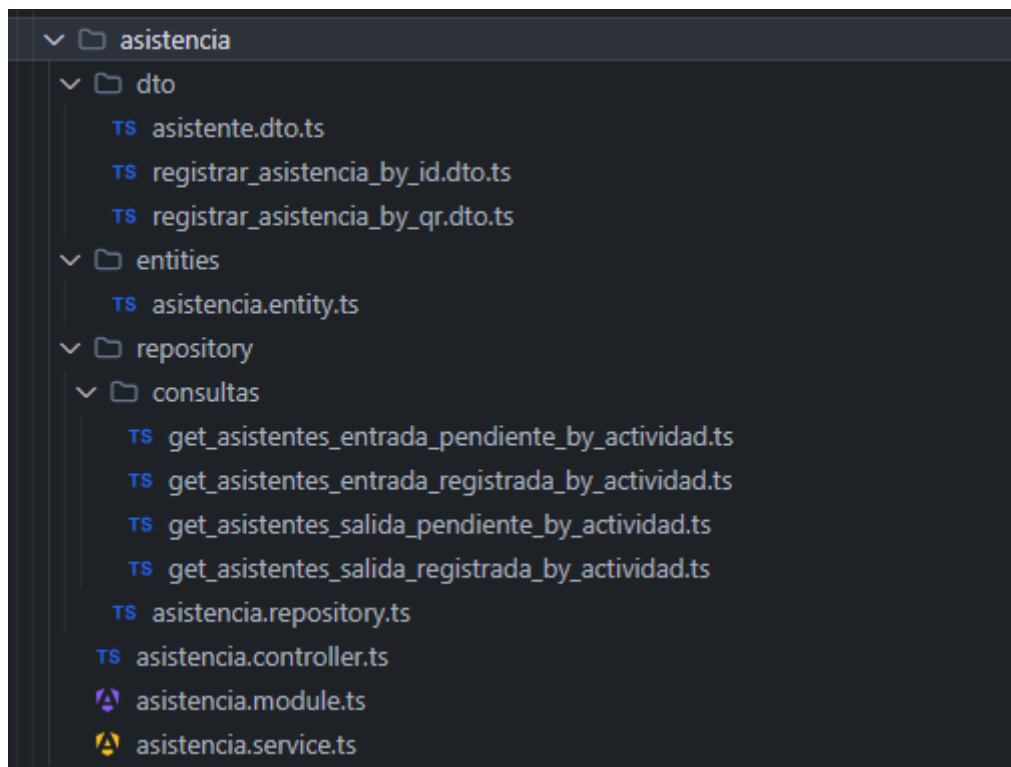 asistencia
dto
TS asistente.dto.ts
TS registrar_asistencia_by_id.dto.ts
TS registrar_asistencia_by_qr.dto.ts
entities
TS asistencia.entity.ts
repository
consultas
TS get_asistentes_entrada_pendiente_by_actividad.ts
TS get_asistentes_entrada_registrada_by_actividad.ts
TS get_asistentes_salida_pendiente_by_actividad.ts
TS get_asistentes_salida_registrada_by_actividad.ts
TS asistencia.repository.ts
TS asistencia.controller.ts
asistencia.module.ts
asistencia.service.ts